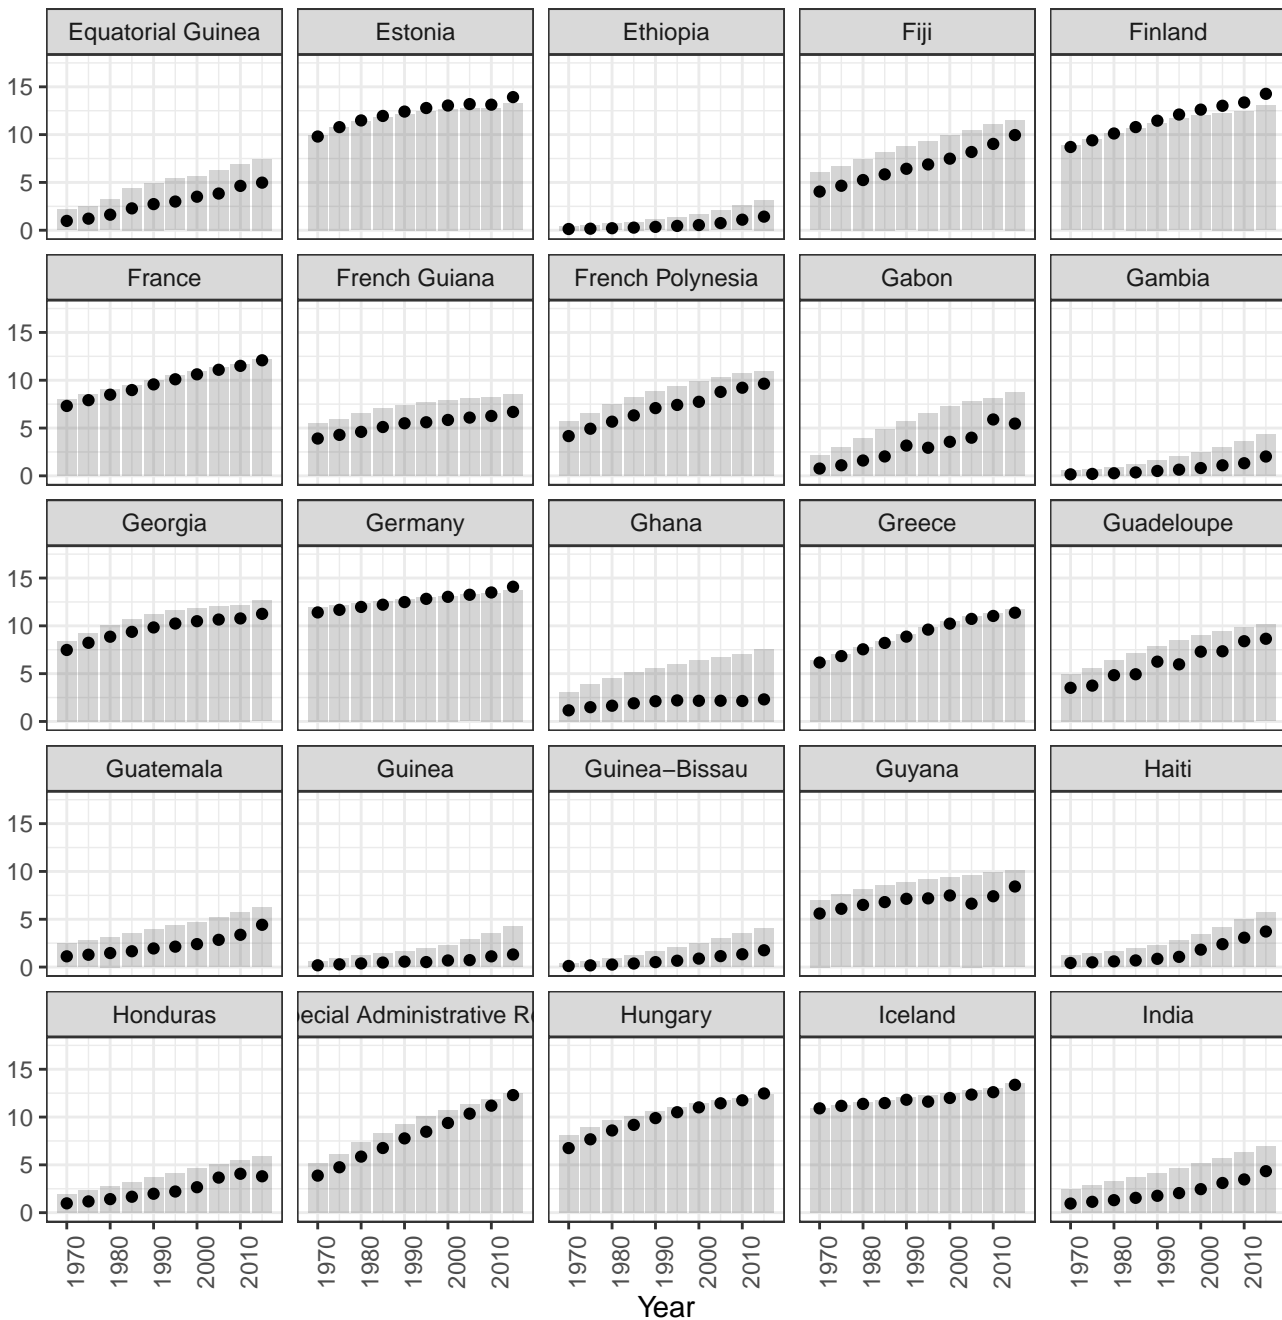 Equatorial Guinea Estonia Ethiopia Fiji Finland
15
10
5
0
France French Guiana French Polynesia Gabon Gambia
15
10
5
0
Georgia Germany Ghana Greece Guadeloupe
15
10
5
0
Guatemala Guinea Guinea−Bissau Guyana Haiti
15
10
5
0
Honduras ecial Administrative R Hungary Iceland India
15
10
5
0
1970 1980 1990 2000 2010 1970 1980 1990 2000 2010 1970 1980 1990 2000 2010 1970 1980 1990 2000 2010 1970 1980 1990 2000 2010
Year